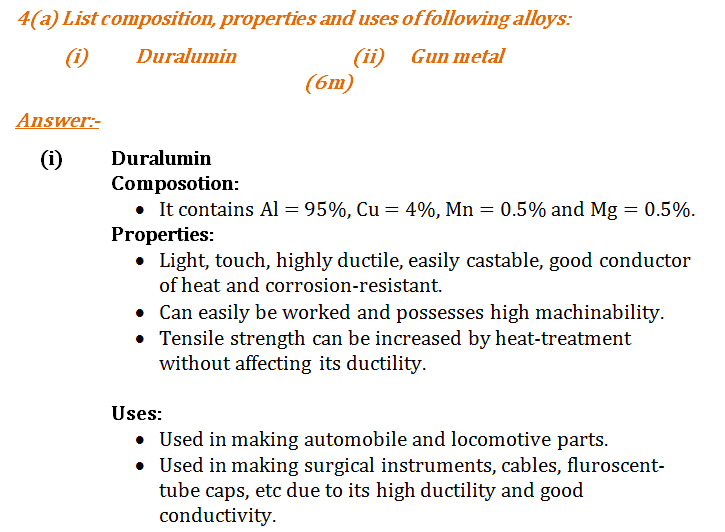 4(a) List composition, properties and uses of following alloys:
(i) Duralumin (ii) Gun metal
(6m)
Answer:-
(i) Duralumin
Composotion:
• It contains Al = 95%, Cu = 4%, Mn = 0.5% and Mg = 0.5%.
Properties:
• Light, touch, highly ductile, easily castable, good conductor
of heat and corrosion-resistant.
• Can easily be worked and possesses high machinability.
• Tensile strength can be increased by heat-treatment
without affecting its ductility.
Uses:
• Used in making automobile and locomotive parts.
• Used in making surgical instruments, cables, fluroscent-
tube caps, etc due to its high ductility and good
conductivity.